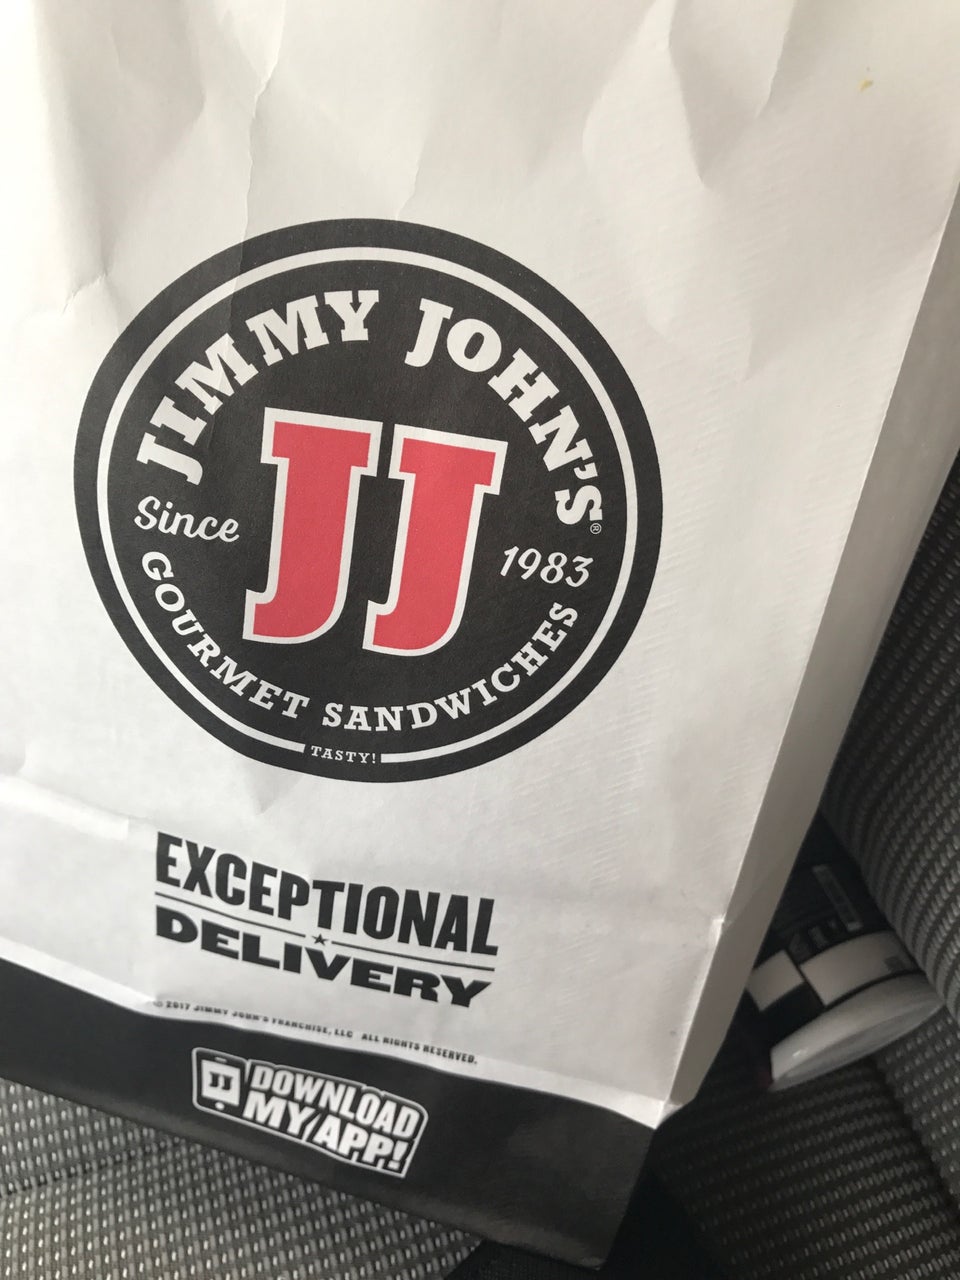 JIMMY JOHN'S®
JJ
Since 1983
GOURMET SANDWICHES
TASTY!
EXCEPTIONAL
DELIVERY
© 2017 JIMMY JOHN'S FRANCHISE, LLC ALL RIGHTS RESERVED.
JJ
DOWNLOAD
MY APP!